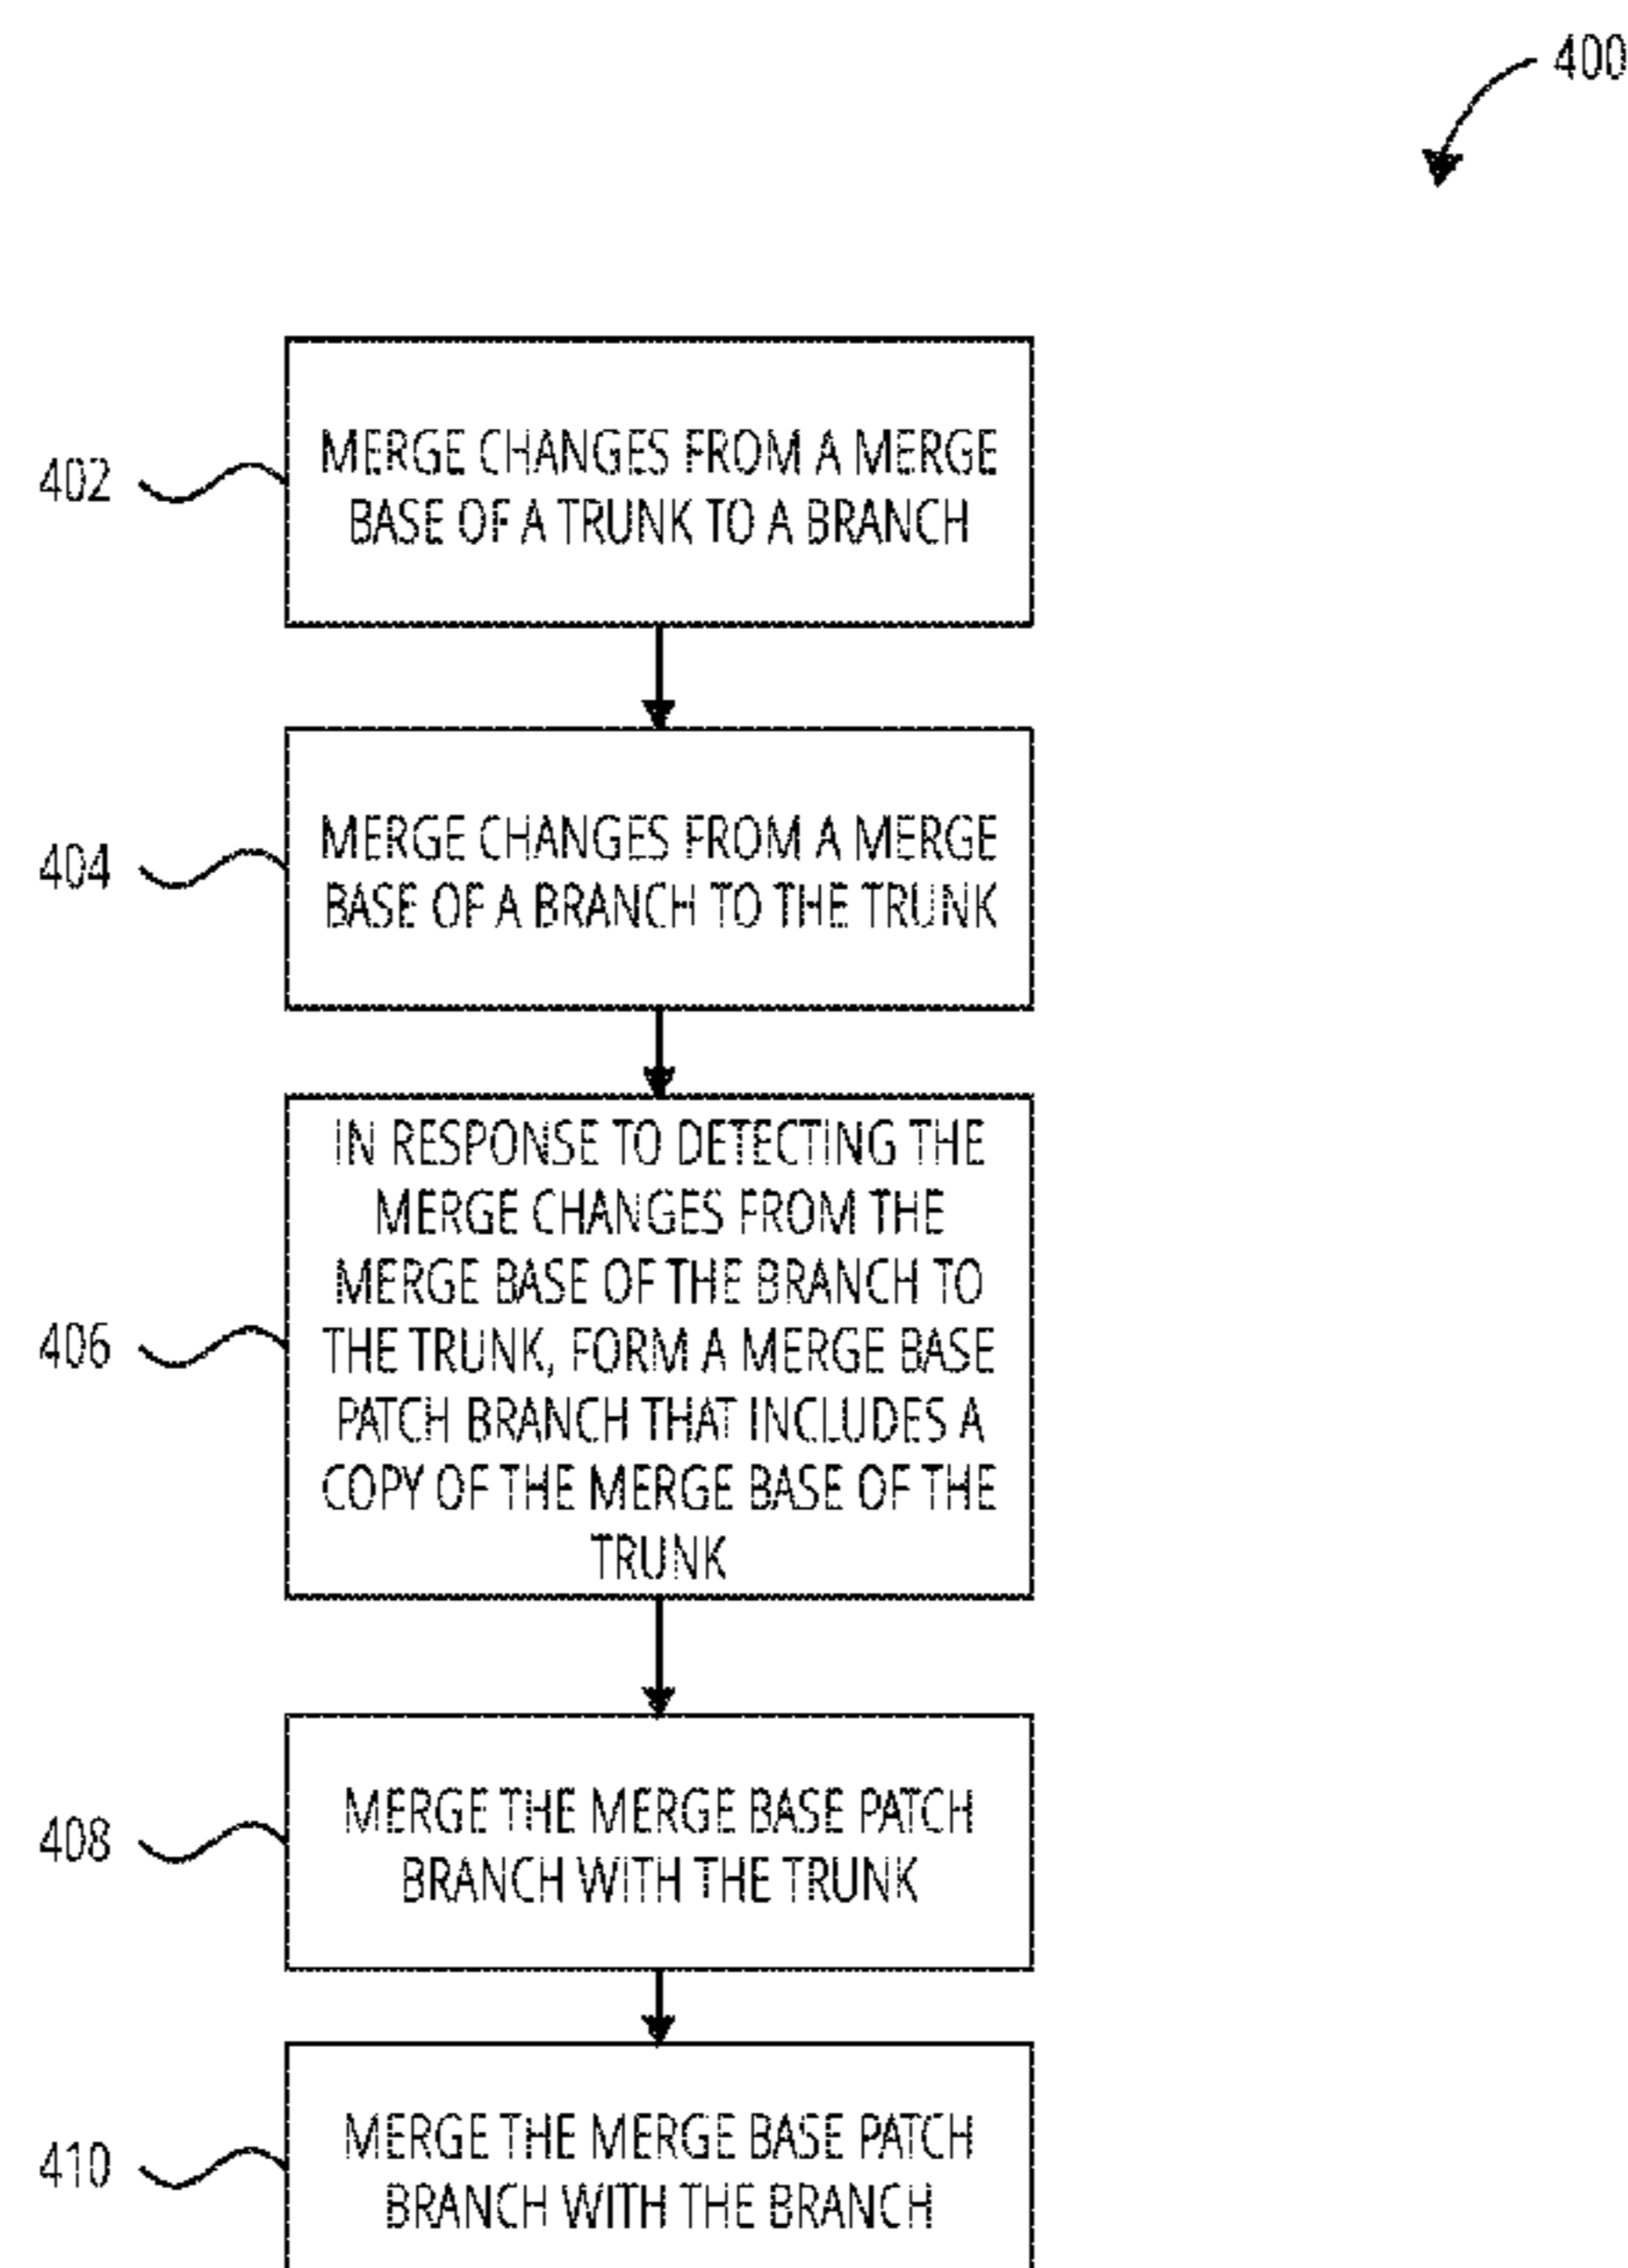 400
402
MERGE CHANGES FROM A MERGE
BASE OF A TRUNK TO A BRANCH
404
MERGE CHANGES FROM A MERGE
BASE OF A BRANCH TO THE TRUNK
406
IN RESPONSE TO DETECTING THE
MERGE CHANGES FROM THE
MERGE BASE OF THE BRANCH TO
THE TRUNK, FORM A MERGE BASE
PATCH BRANCH THAT INCLUDES A
COPY OF THE MERGE BASE OF THE
TRUNK
408
MERGE THE MERGE BASE PATCH
BRANCH WITH THE TRUNK
410
MERGE THE MERGE BASE PATCH
BRANCH WITH THE BRANCH